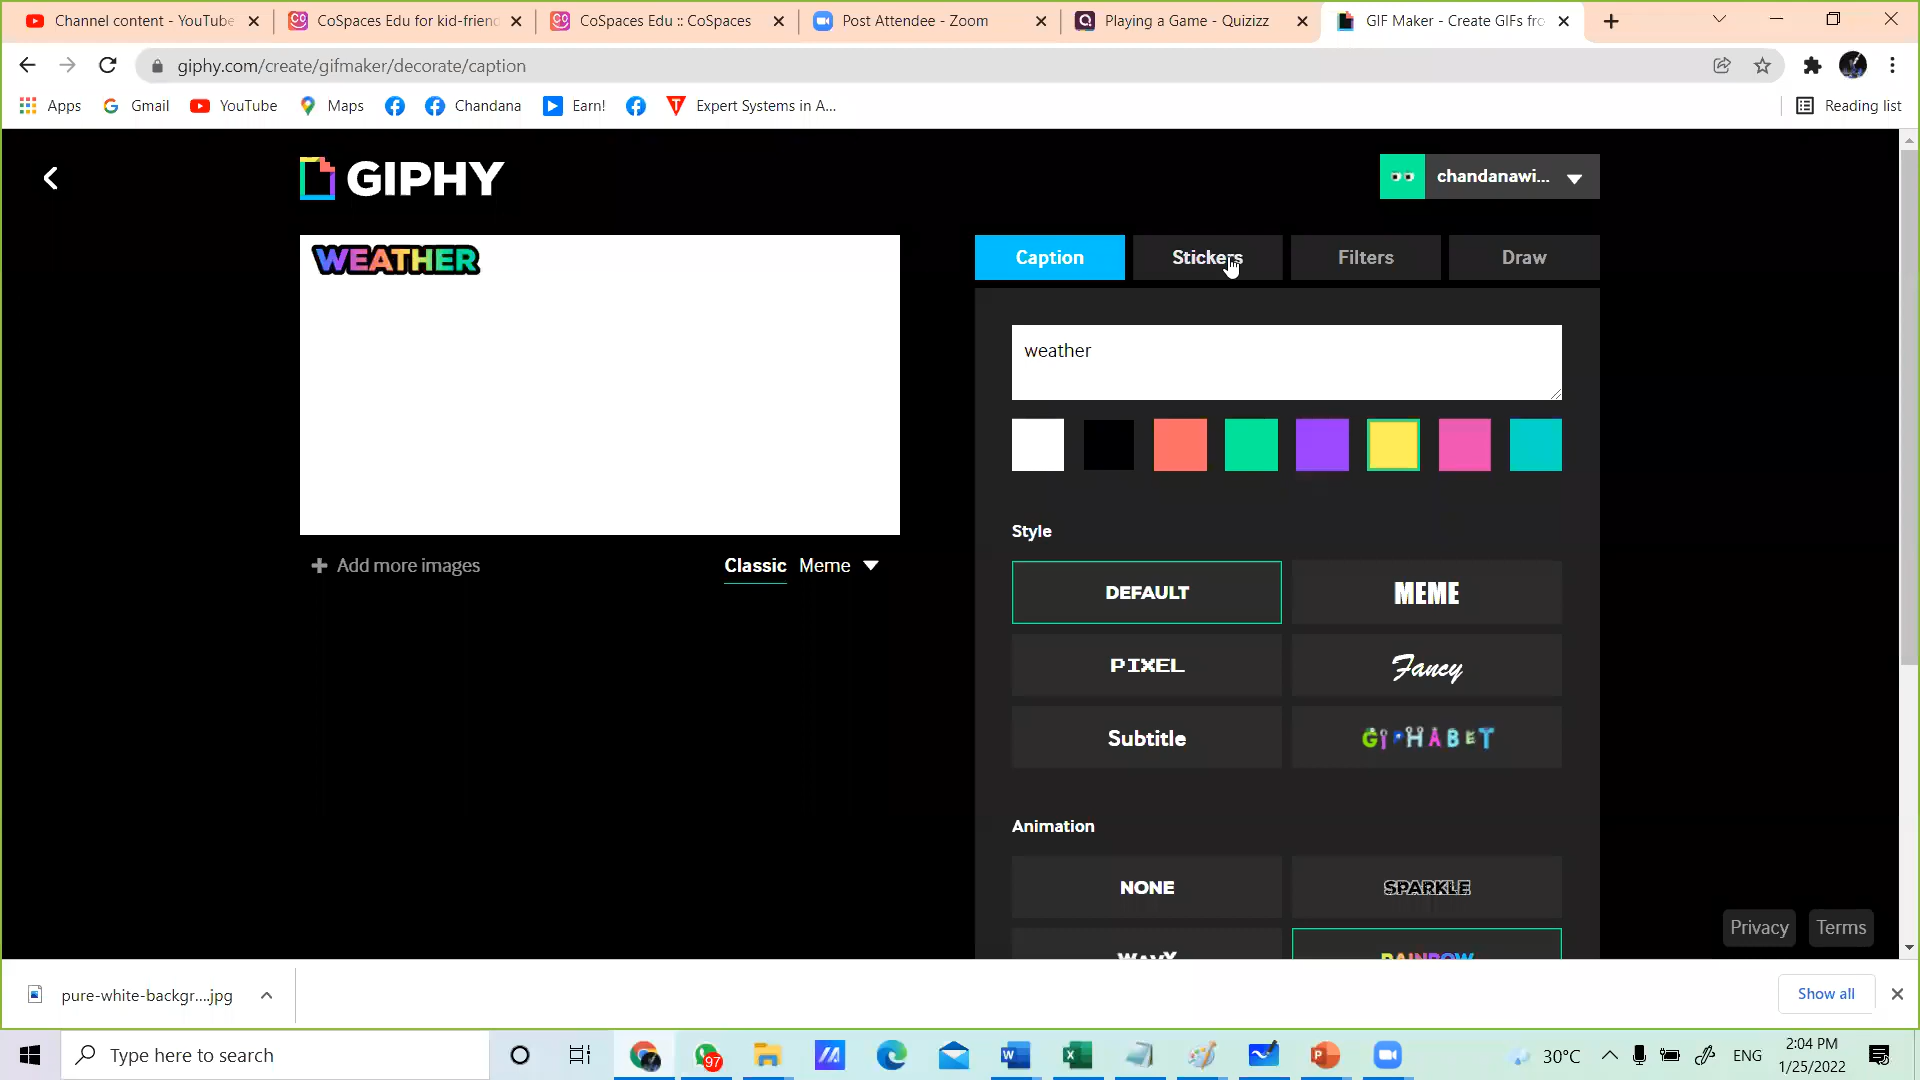 Channel content - YouTube
CoSpaces Edu for kid-frien
CoSpaces Edu :: CoSpaces
Post Attendee - Zoom
Playing a Game - Quizizz
GIF Maker - Create GIFs fro
giphy.com/create/gifmaker/decorate/caption
Apps
Gmail
YouTube
Maps
Chandana
Earn!
Expert Systems in A...
Reading list
GIPHY
chandanawi...
WEATHER
Caption
Stickers
Filters
Draw
weather
Style
DEFAULT
MEME
PIXEL
Fancy
Subtitle
GIPHABET
Add more images
Classic
Meme
Animation
NONE
SPARKLE
WAVY
RAINBOW
Privacy
Terms
pure-white-backgr....jpg
Show all
Type here to search
97
30°C
ENG
2:04 PM
1/25/2022